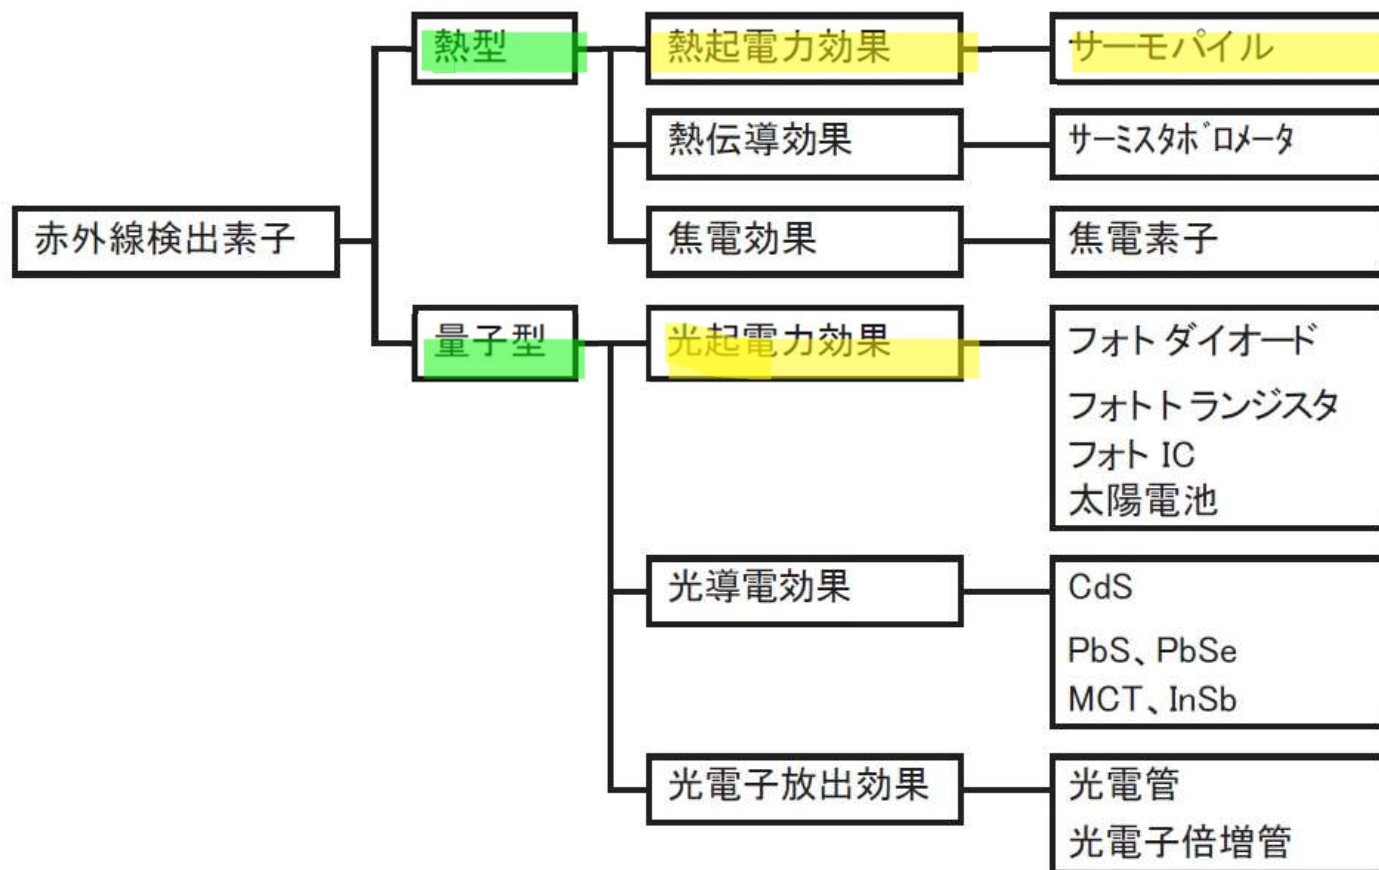 熱型
熱起電力効果
サーモパイル
熱伝導効果
サーミスタボロメータ
赤外線検出素子
焦電効果
焦電素子
量子型
光起電力効果
フォトダイオード
フォトトランジスタ
フォト IC
太陽電池
光導電効果
CdS
PbS、PbSe
MCT、InSb
光電子放出効果
光電管
光電子倍増管